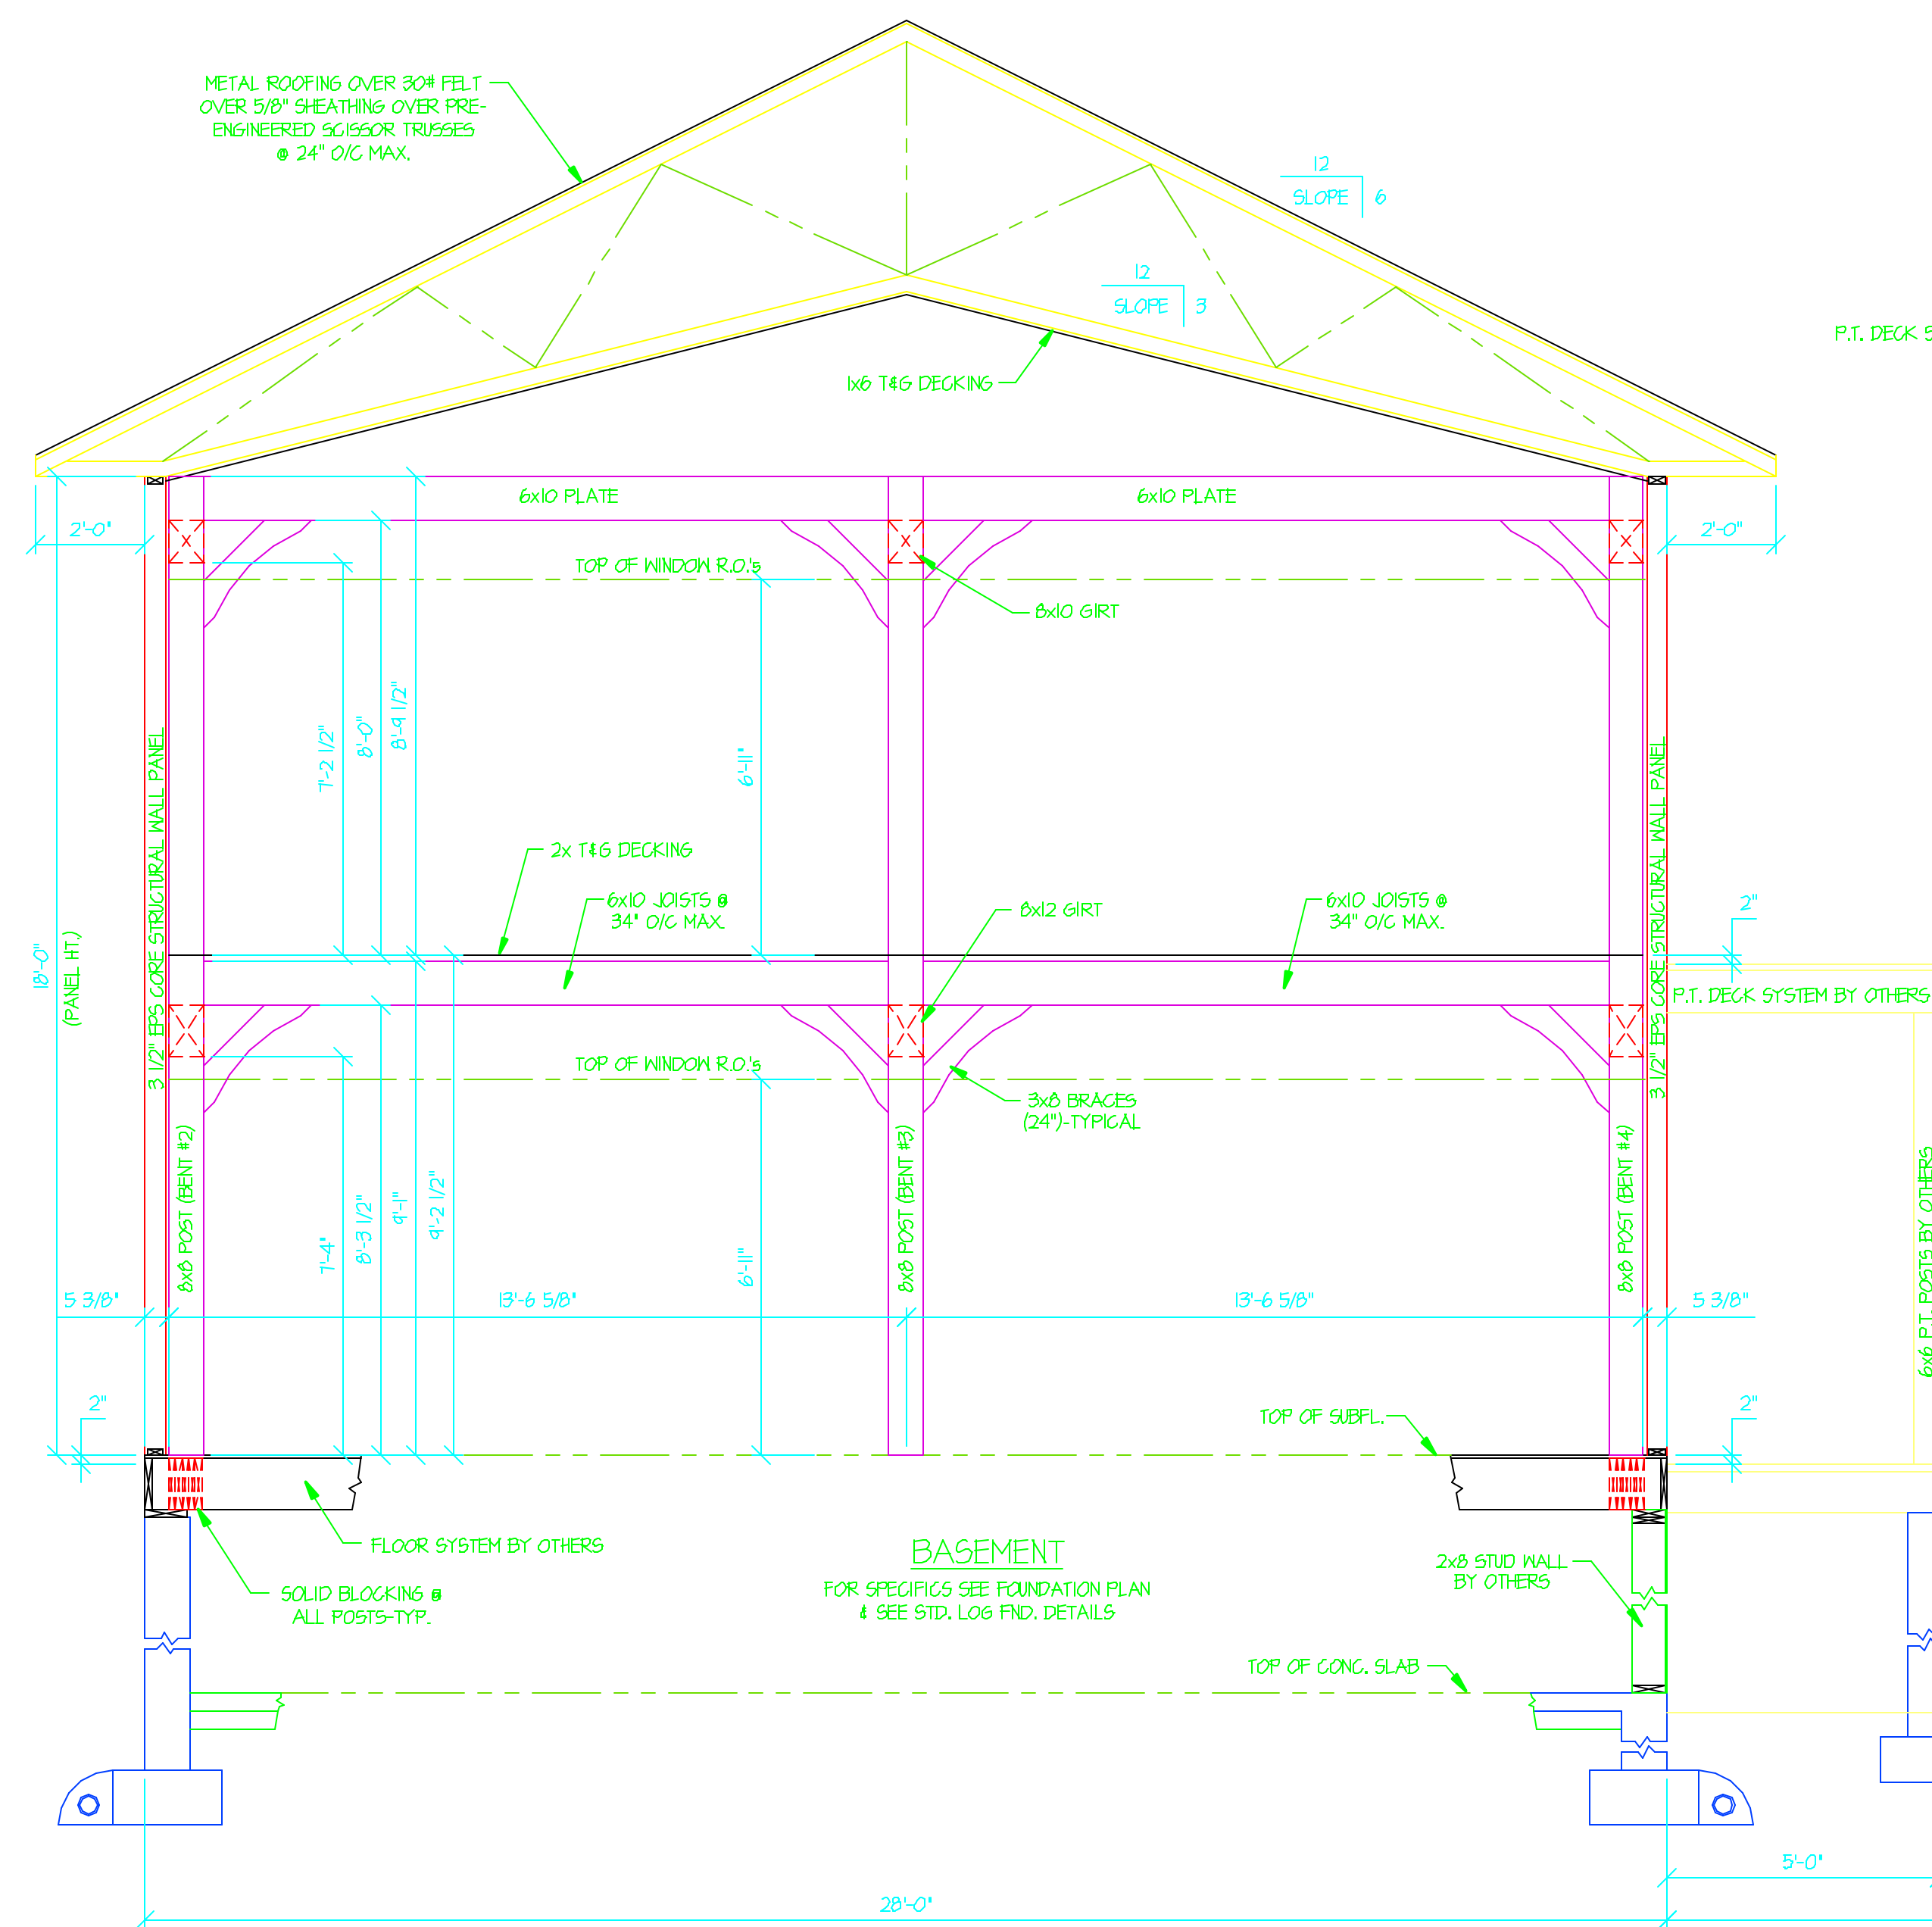 METAL ROOFING OVER 30# FELT
OVER 5/8" SHEATHING OVER PRE-
ENGINEERED SCISSOR TRUSSES
@ 24" O/C MAX.
12
SLOPE 6
12
SLOPE 3
P.T. DECK
1x6 T&G DECKING
6x10 PLATE
6x10 PLATE
2'-0"
2'-0"
TOP OF WINDOW R.O.'s
8x10 GIRT
7'-2 1/2"
8'-0"
8'-9 1/2"
6'-11"
3 1/2" EPS CORE STRUCTURAL WALL PANEL
3 1/2" EPS CORE STRUCTURAL WALL PANEL
2x T&G DECKING
6x10 JOISTS @
34" O/C MAX.
8x12 GIRT
6x10 JOISTS @
34" O/C MAX.
2"
18'-0"
(PANEL HT.)
P.T. DECK SYSTEM BY OTHERS
TOP OF WINDOW R.O.'s
3x8 BRACES
(24")-TYPICAL
8x8 POST (BENT #2)
8x8 POST (BENT #3)
8x8 POST (BENT #4)
6x6 P.T. POSTS BY OTHERS
7'-4"
8'-3 1/2"
9'-1"
9'-2 1/2"
6'-11"
5 3/8"
13'-6 5/8"
13'-6 5/8"
5 3/8"
2"
2"
TOP OF SUBFL.
FLOOR SYSTEM BY OTHERS
SOLID BLOCKING @
ALL POSTS-TYP.
BASEMENT
FOR SPECIFICS SEE FOUNDATION PLAN
& SEE STD. LOG FND. DETAILS
2x8 STUD WALL
BY OTHERS
TOP OF CONC. SLAB
5'-0"
28'-0"